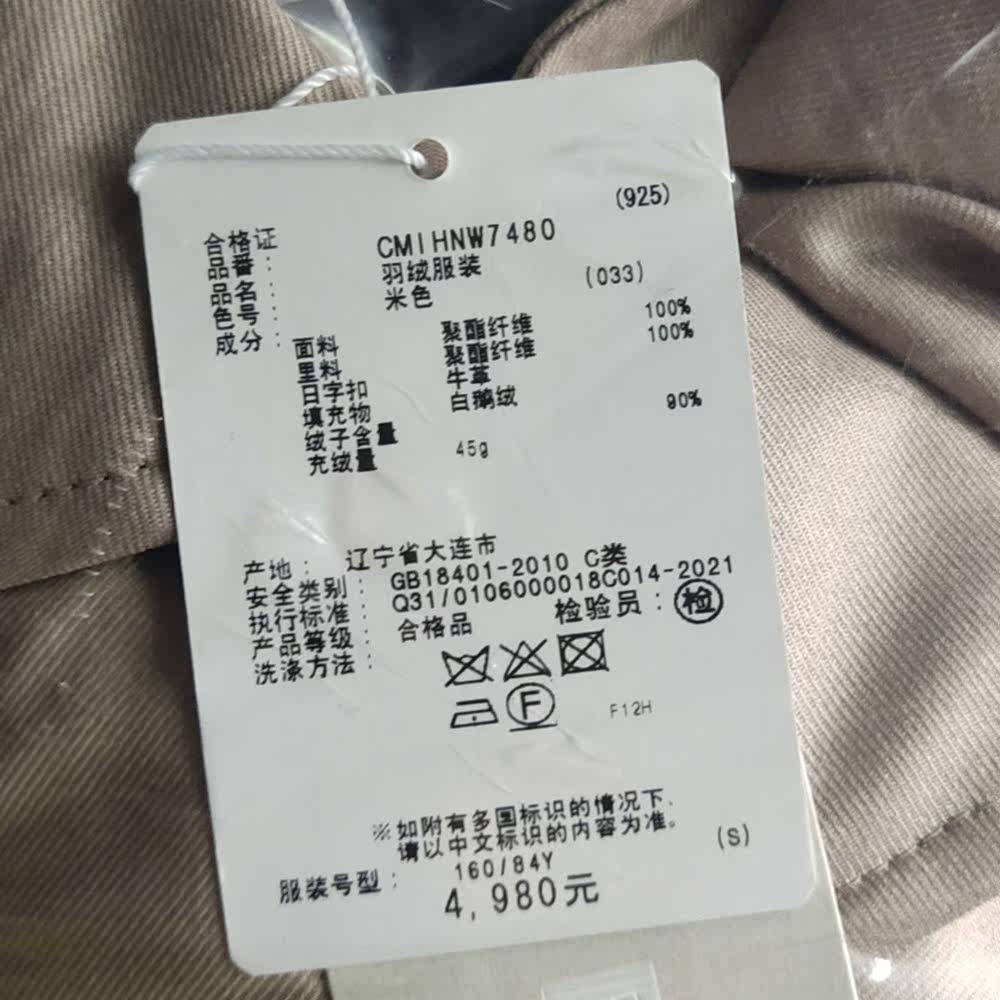 (925)
合格证
品番： CMIHNW7480
品名： 羽绒服装
色号： 米色 (033)
成分：
面料 聚酯纤维 100%
里料 聚酯纤维 100%
日字扣 牛革
填充物 白鹅绒
绒子含量 90%
充绒量 45g
产地： 辽宁省大连市
安全类别： GB18401-2010 C类
执行标准： Q31/0106000018C014-2021
产品等级： 合格品 检验员：检
洗涤方法：
F
F12H
※如附有多国标识的情况下、
请以中文标识的内容为准。
(S)
服装号型： 160/84Y
4,980元